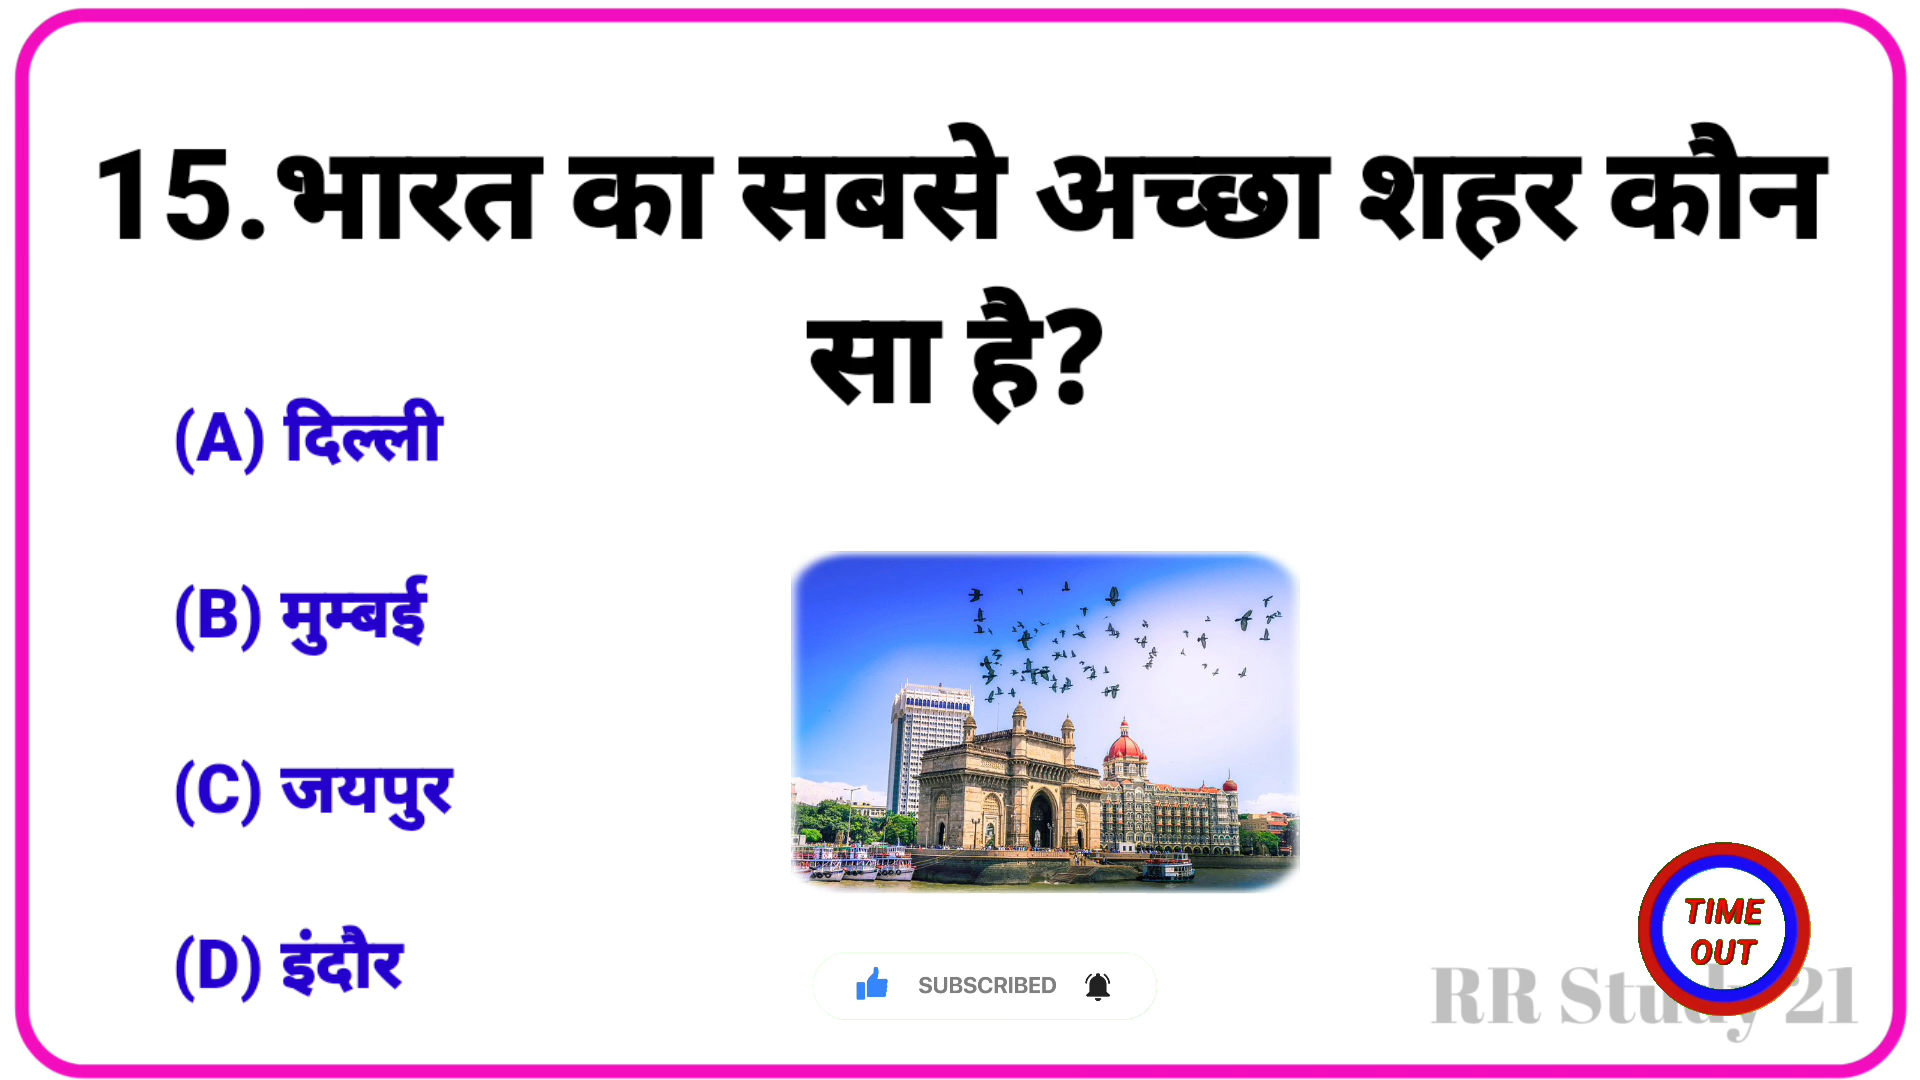 15.भारत का सबसे अच्छा शहर कौन
सा है?
(A) दिल्ली
(B) मुम्बई
(C) जयपुर
(D) इंदौर
SUBSCRIBED
TIME
OUT
RR Study 21